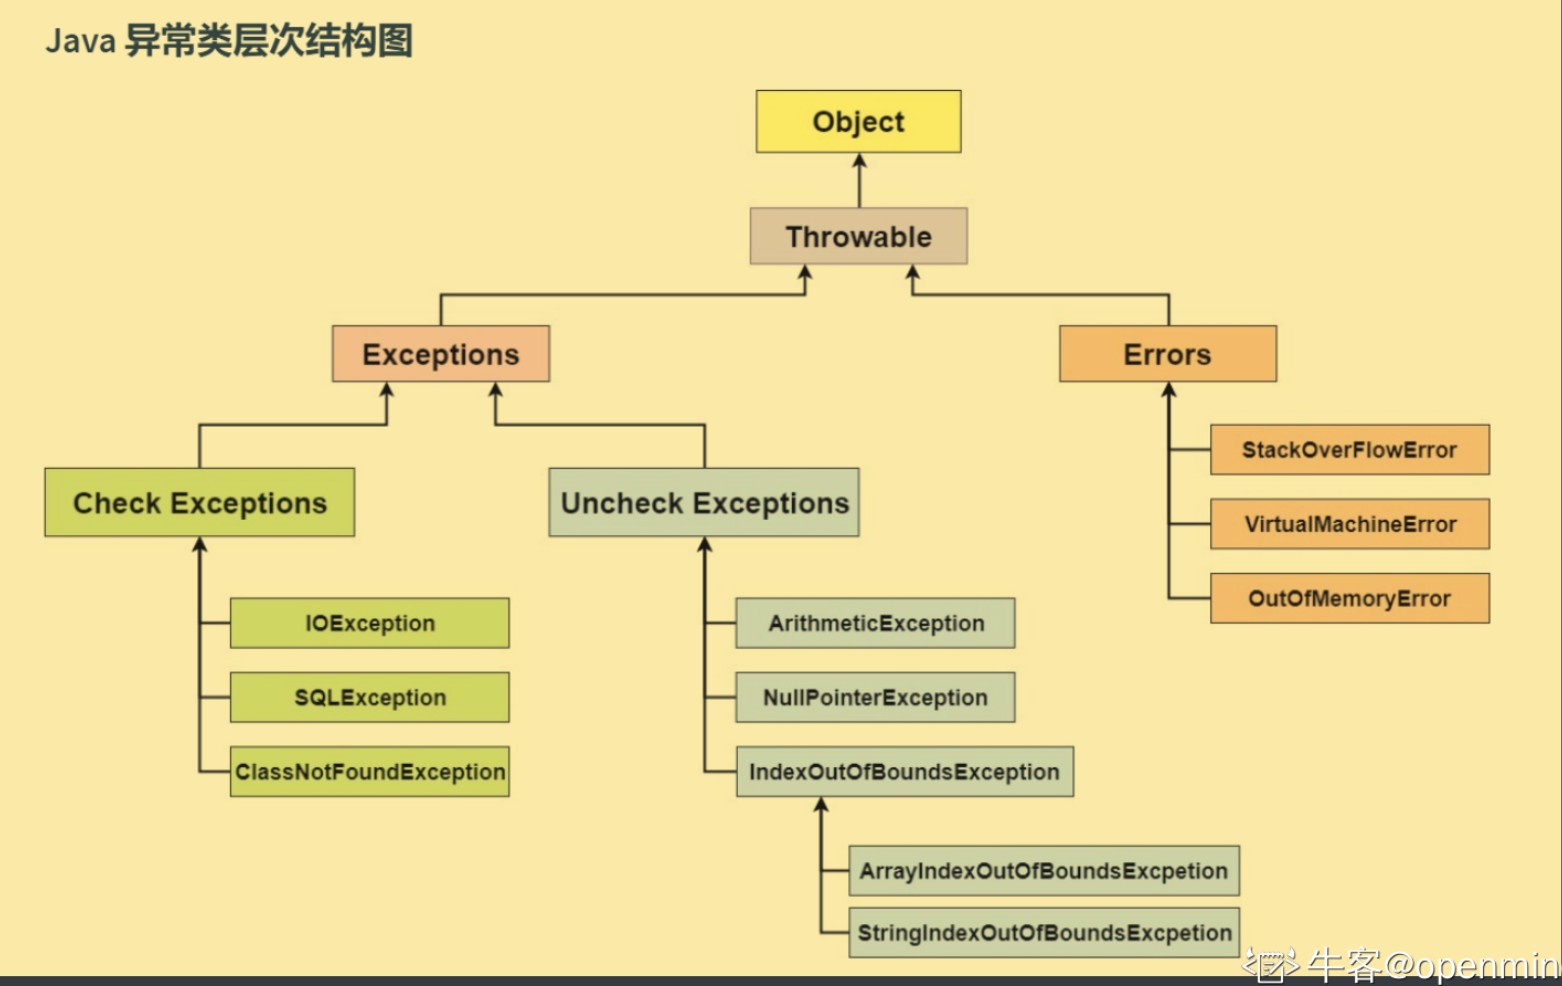 Java 异常类层次结构图
Object
Throwable
Exceptions
Errors
StackOverFlowError
Check Exceptions
Uncheck Exceptions
VirtualMachineError
OutOfMemoryError
IOException
ArithmeticException
SQLException
NullPointerException
ClassNotFoundException
IndexOutOfBoundsException
ArrayIndexOutOfBoundsExcpetion
StringIndexOutOfBoundsExcpetion
牛客@openmin